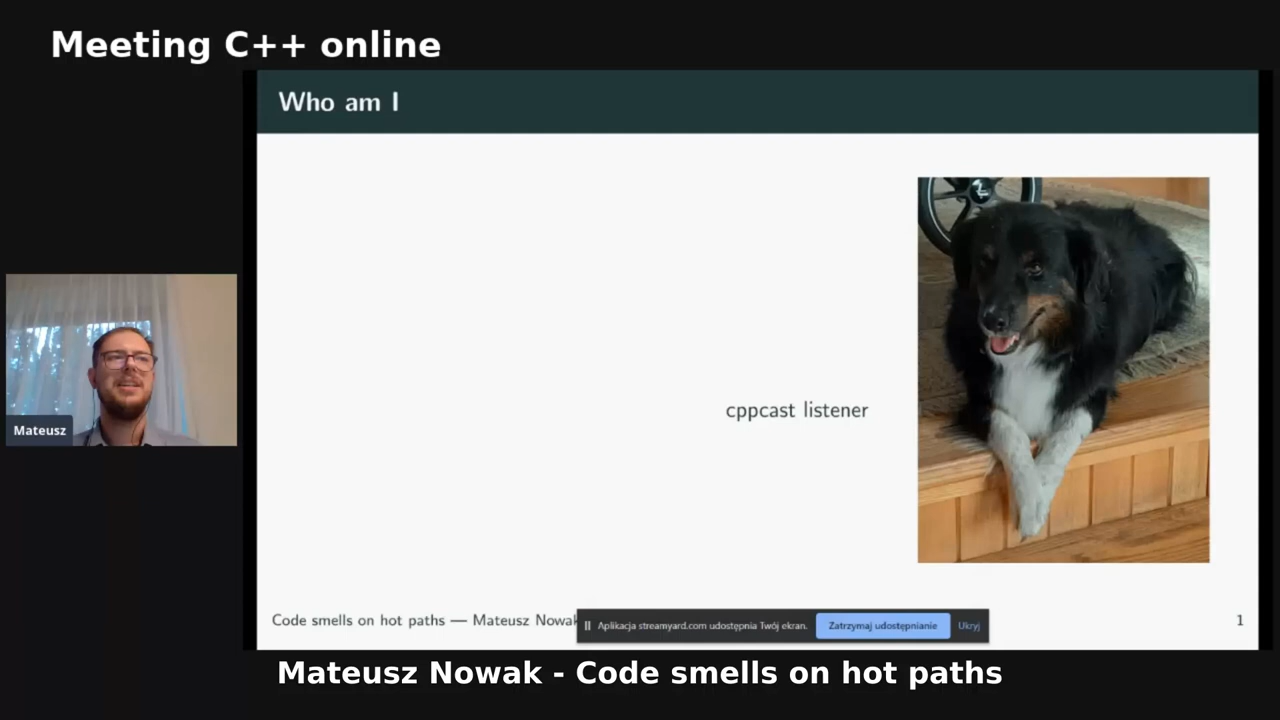 Meeting C++ online
Who am I
cppcast listener
Mateusz
Code smells on hot paths — Mateusz Nowak
Aplikacja streamyard.com udostępnia Twój ekran.
Zatrzymaj udostępnianie
Ukryj
1
Mateusz Nowak - Code smells on hot paths